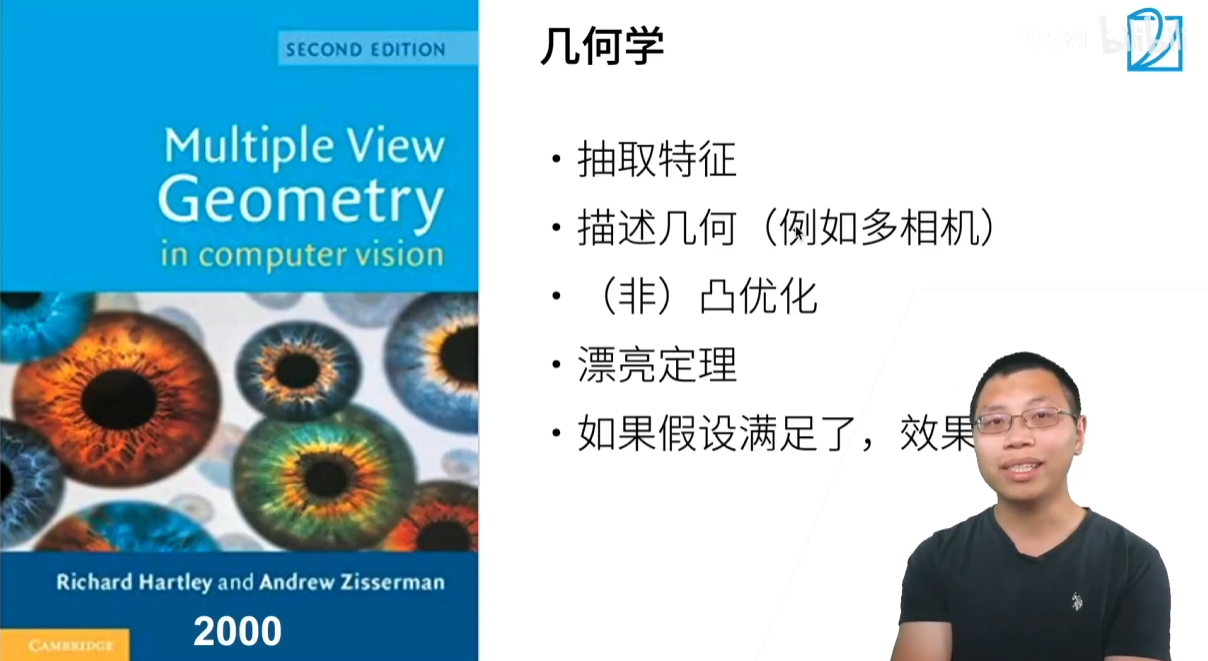 SECOND EDITION
Multiple View
Geometry
in computer vision
Richard Hartley and Andrew Zisserman
2000
CAMBRIDGE
几何学
bilibili
• 抽取特征
• 描述几何（例如多相机）
• （非）凸优化
• 漂亮定理
• 如果假设满足了，效果